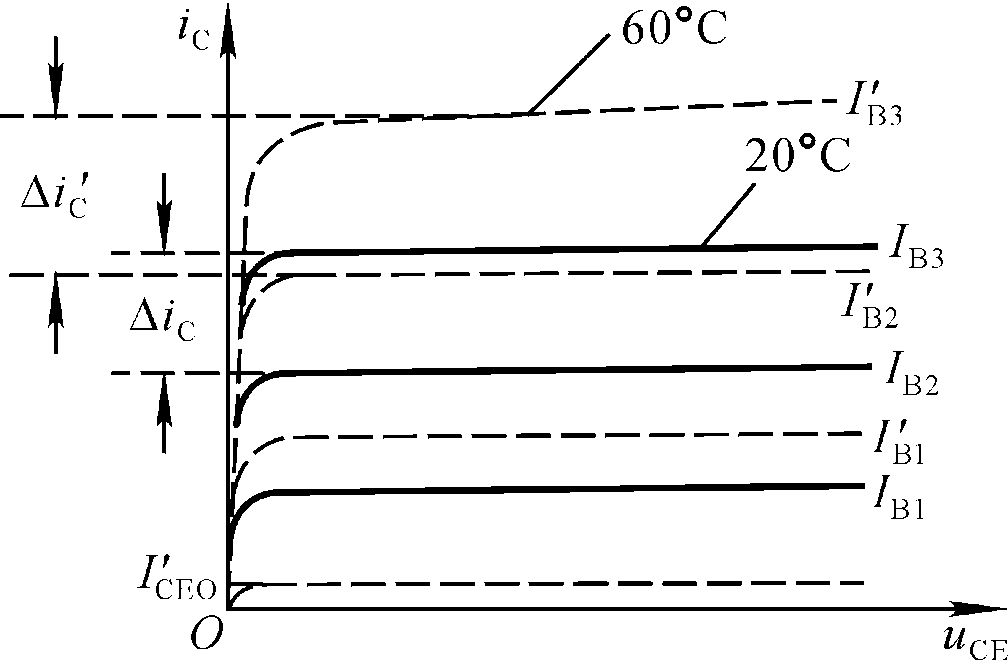 i_C
60°C
I'_B3
20°C
Δi'_C
I_B3
Δi_C
I'_B2
I_B2
I'_B1
I_B1
I'_CEO
O
u_CE